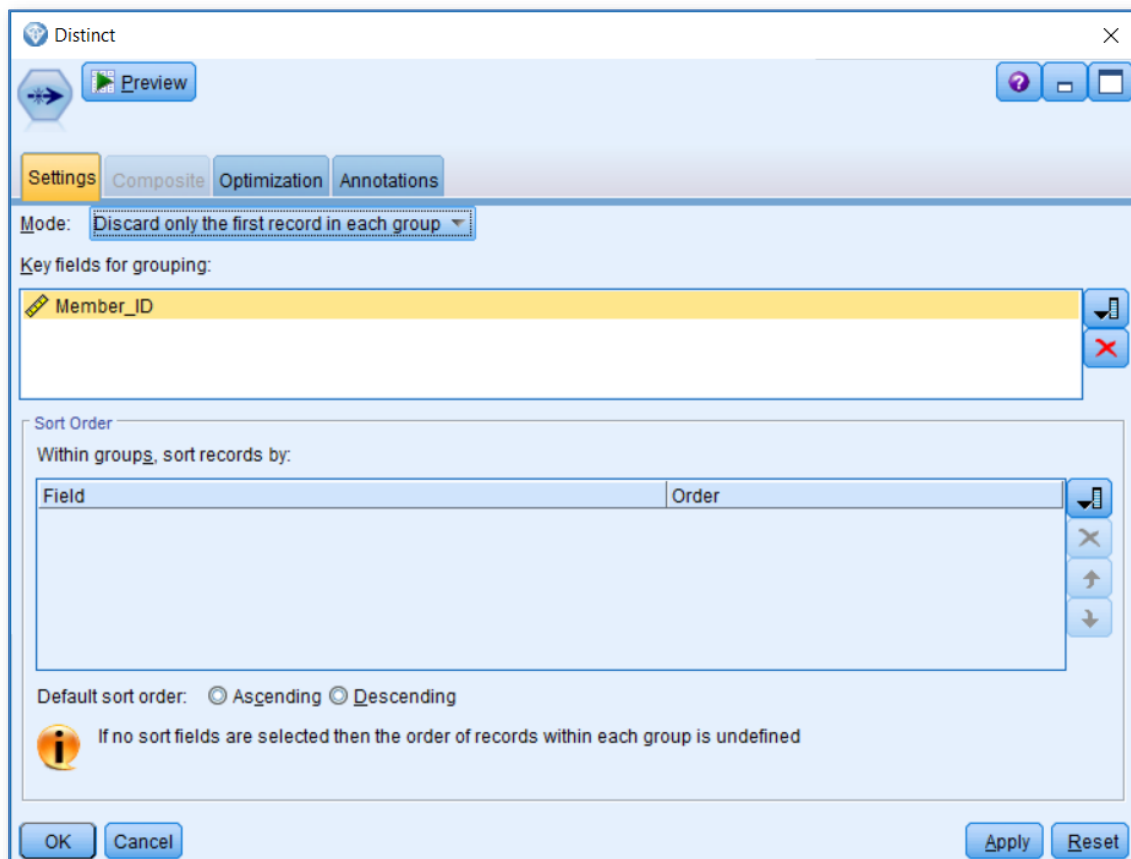 Distinct
Preview
Settings Composite Optimization Annotations
Mode: Discard only the first record in each group
Key fields for grouping:
Member_ID
Sort Order
Within groups, sort records by:
Field Order
Default sort order: Ascending Descending
If no sort fields are selected then the order of records within each group is undefined
OK Cancel Apply Reset